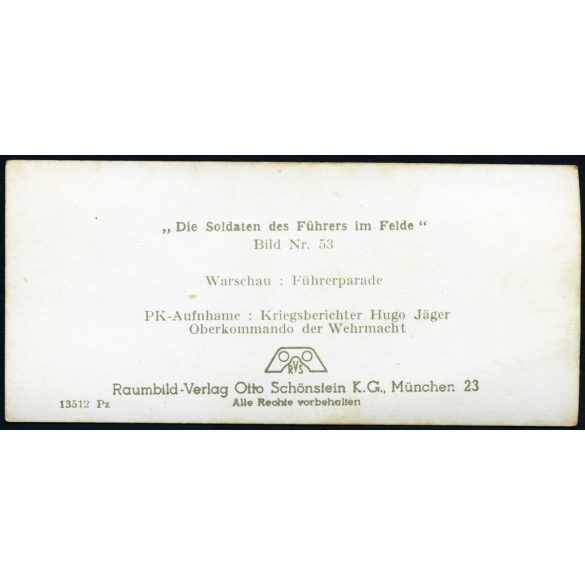 „Die Soldaten des Führers im Felde“
Bild Nr. 53
Warschau : Führerparade
PK-Aufnhame : Kriegsberichter Hugo Jäger
Oberkommando der Wehrmacht
RVS
Raumbild-Verlag Otto Schönstein K.G., München 23
13512 Pz
Alle Rechte vorbehalten